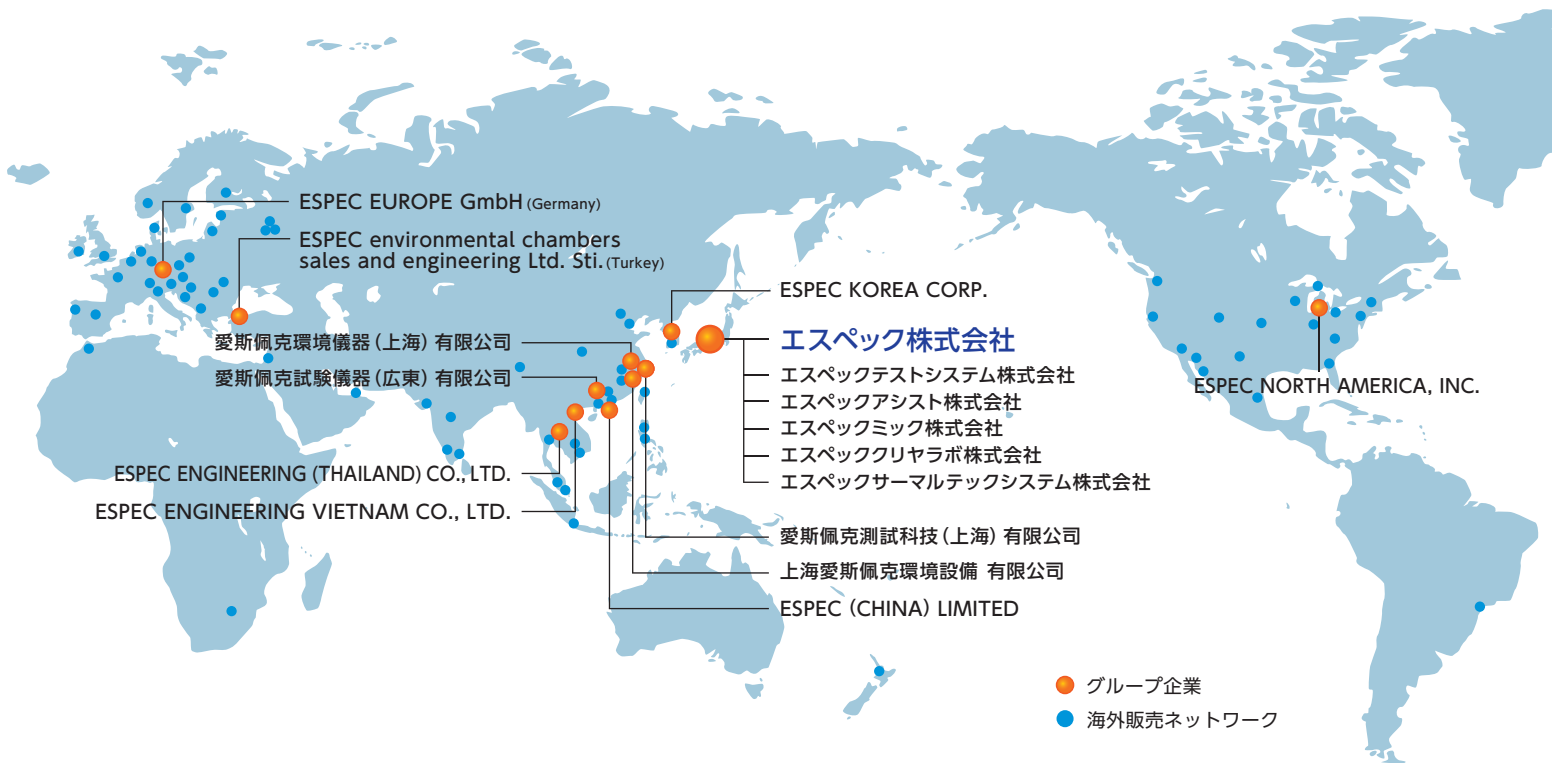 ESPEC EUROPE GmbH (Germany)
ESPEC environmental chambers
sales and engineering Ltd. Sti. (Turkey)
愛斯佩克環境儀器（上海）有限公司
愛斯佩克試験儀器（広東）有限公司
ESPEC ENGINEERING (THAILAND) CO., LTD.
ESPEC ENGINEERING VIETNAM CO., LTD.
ESPEC KOREA CORP.
エスペック株式会社
エスペックテストシステム株式会社
エスペックアシスト株式会社
エスペックミック株式会社
エスペッククリヤラボ株式会社
エスペックサーマルテックシステム株式会社
愛斯佩克測試科技（上海）有限公司
上海愛斯佩克環境設備 有限公司
ESPEC (CHINA) LIMITED
ESPEC NORTH AMERICA, INC.
グループ企業
海外販売ネットワーク